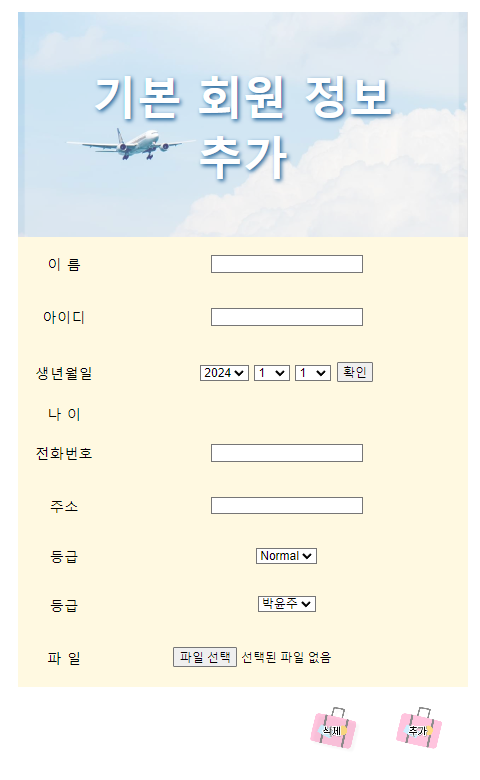 기본 회원 정보
추가
이 름
아이디
생년월일 2024 1 1 확인
나 이
전화번호
주소
등급 Normal
등급 박윤주
파 일 파일 선택 선택된 파일 없음
삭제 추가